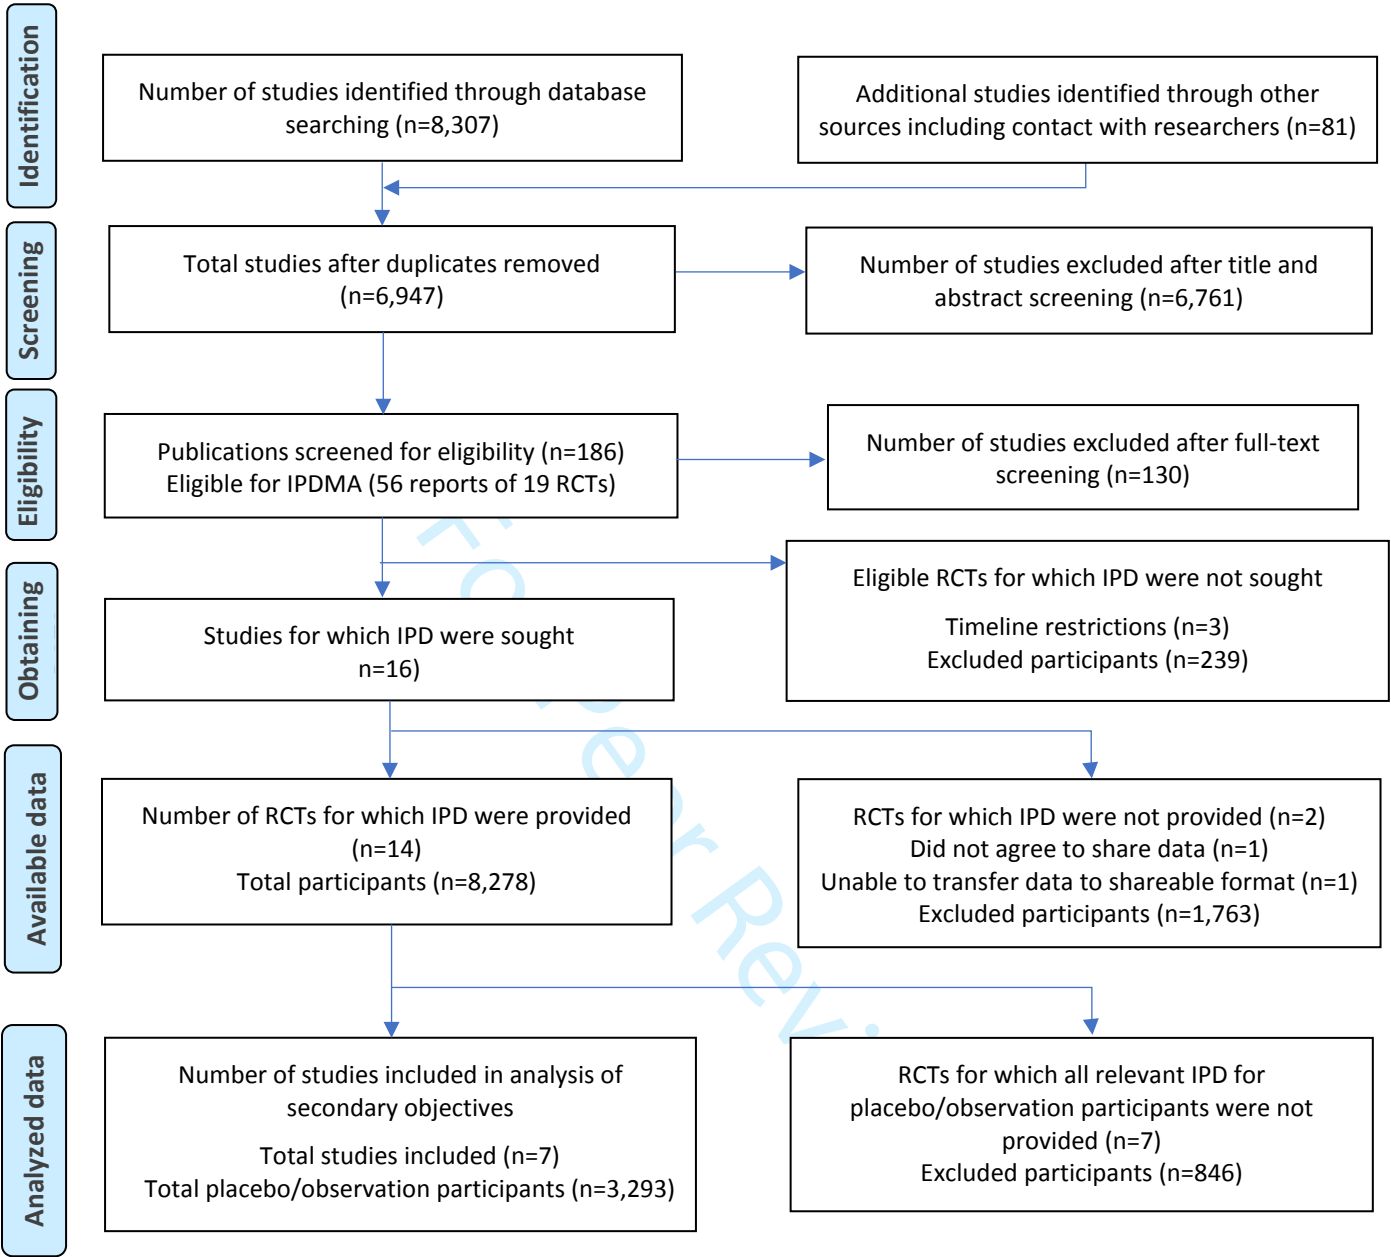 Identification
Number of studies identified through database
searching (n=8,307)
Additional studies identified through other
sources including contact with researchers (n=81)
Screening
Total studies after duplicates removed
(n=6,947)
Number of studies excluded after title and
abstract screening (n=6,761)
Eligibility
Publications screened for eligibility (n=186)
Eligible for IPDMA (56 reports of 19 RCTs)
Number of studies excluded after full-text
screening (n=130)
Obtaining
Studies for which IPD were sought
n=16
Eligible RCTs for which IPD were not sought
Timeline restrictions (n=3)
Excluded participants (n=239)
Available data
Number of RCTs for which IPD were provided
(n=14)
Total participants (n=8,278)
RCTs for which IPD were not provided (n=2)
Did not agree to share data (n=1)
Unable to transfer data to shareable format (n=1)
Excluded participants (n=1,763)
Analyzed data
Number of studies included in analysis of
secondary objectives
Total studies included (n=7)
Total placebo/observation participants (n=3,293)
RCTs for which all relevant IPD for
placebo/observation participants were not
provided (n=7)
Excluded participants (n=846)